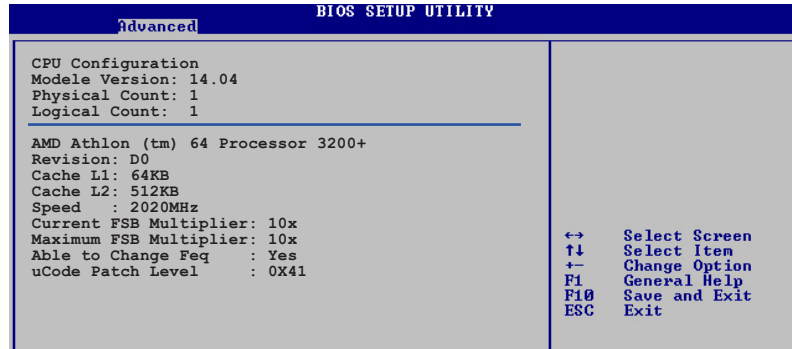 BIOS SETUP UTILITY
Advanced
CPU Configuration
Modele Version: 14.04
Physical Count: 1
Logical Count: 1
AMD Athlon (tm) 64 Processor 3200+
Revision: D0
Cache L1: 64KB
Cache L2: 512KB
Speed : 2020MHz
Current FSB Multiplier: 10x
Maximum FSB Multiplier: 10x
Able to Change Feq : Yes
uCode Patch Level : 0X41
↔ Select Screen
↑↓ Select Item
+- Change Option
F1 General Help
F10 Save and Exit
ESC Exit